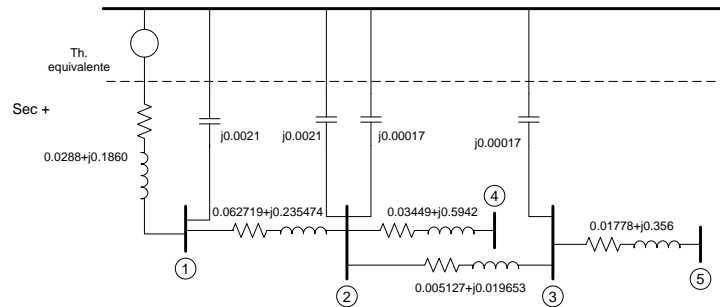 Th.
equivalente
Sec +
j0.0021
j0.0021
j0.00017
j0.00017
0.0288+j0.1860
0.062719+j0.235474
0.03449+j0.5942
4
0.01778+j0.356
1
2
0.005127+j0.019653
3
5